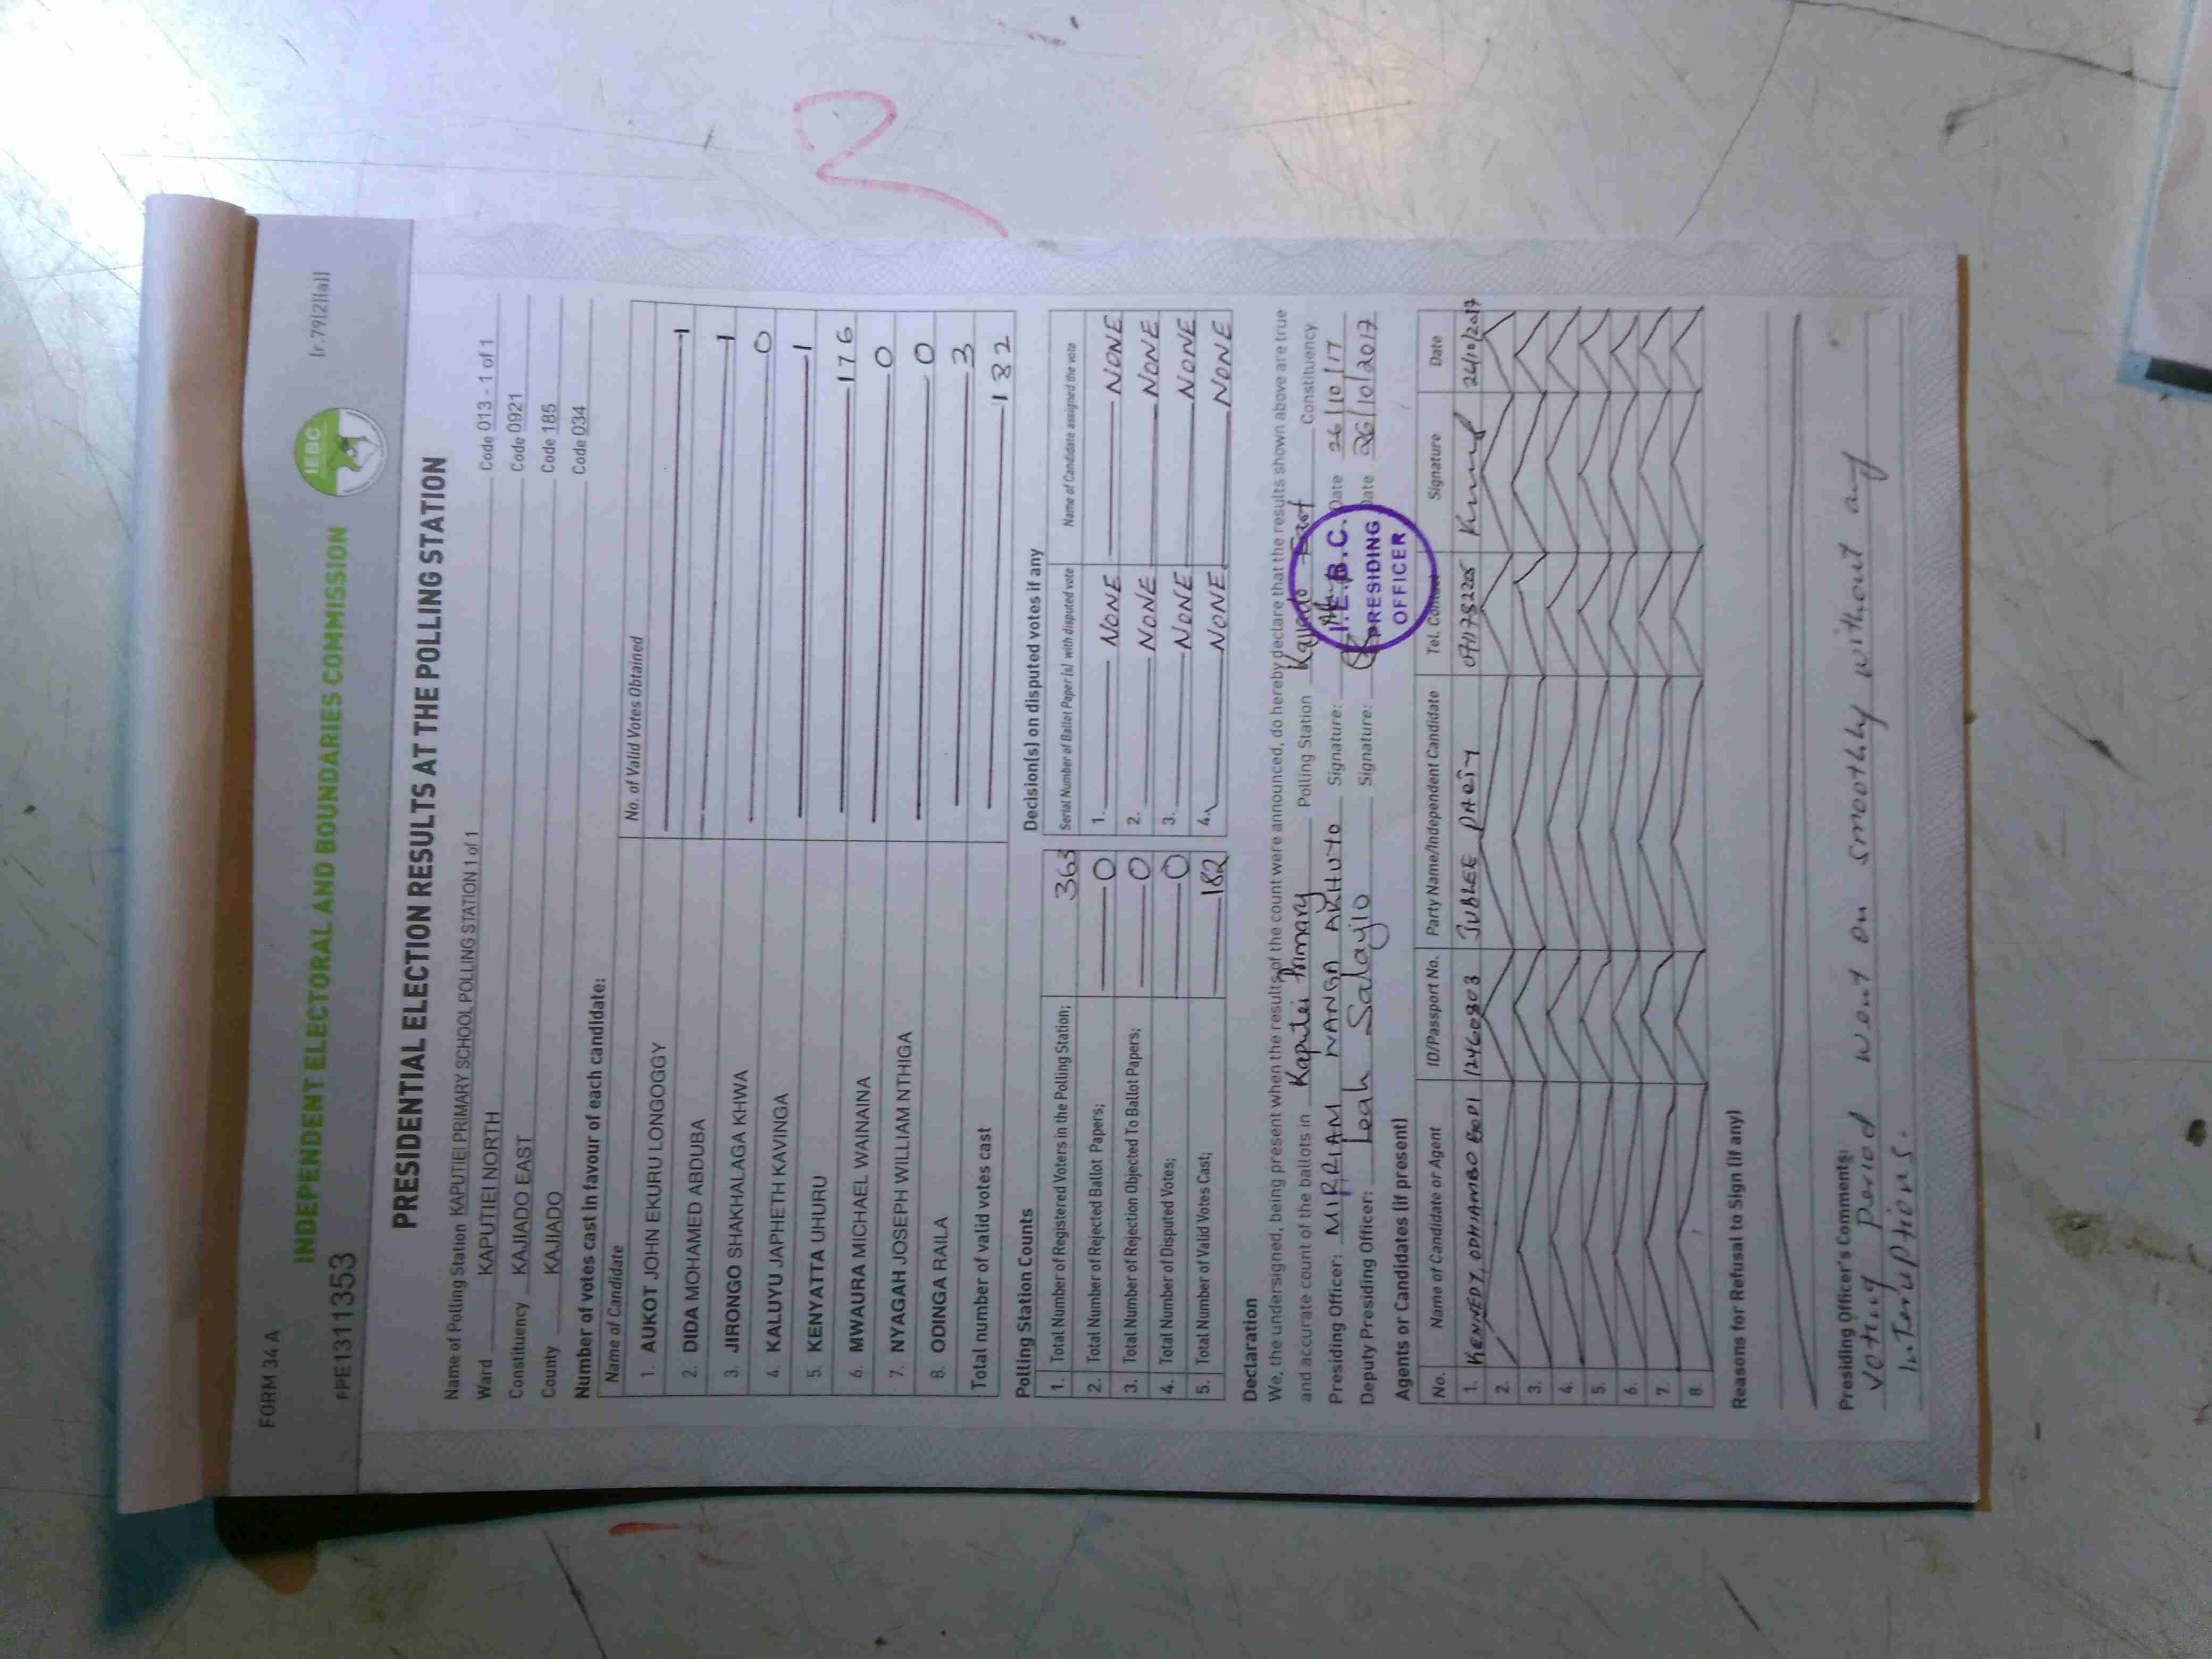 FORM 34 A
(r.79(2)(a))
INDEPENDENT ELECTORAL AND BOUNDARIES COMMISSION
IEBC
FPE1311353
PRESIDENTIAL ELECTION RESULTS AT THE POLLING STATION
Name of Polling Station KAPUTIEI PRIMARY SCHOOL POLLING STATION 1 of 1 Code 013 - 1 of 1
Ward KAPUTIEI NORTH Code 0921
Constituency KAJIADO EAST Code 185
County KAJIADO Code 034
Number of votes cast in favour of each candidate:
Name of Candidate No. of Valid Votes Obtained
1. AUKOT JOHN EKURU LONGOGGY 1
2. DIDA MOHAMED ABDUBA 1
3. JIRONGO SHAKHALAGA KHWA 0
4. KALUYU JAPHETH KAVINGA 1
5. KENYATTA UHURU 176
6. MWAURA MICHAEL WAINAINA 0
7. NYAGAH JOSEPH WILLIAM NTHIGA 0
8. ODINGA RAILA 3
Total number of valid votes cast 182
Polling Station Counts
1. Total Number of Registered Voters in the Polling Station; 363
2. Total Number of Rejected Ballot Papers; 0
3. Total Number of Rejection Objected To Ballot Papers; 0
4. Total Number of Disputed Votes; 0
5. Total Number of Valid Votes Cast; 182
Decision(s) on disputed votes if any
Serial Number of Ballot Paper (s) with disputed vote Name of Candidate assigned the vote
1. NONE NONE
2. NONE NONE
3. NONE NONE
4. NONE NONE
Declaration
We, the undersigned, being present when the results of the count were announced, do hereby declare that the results shown above are true
and accurate count of the ballots in Kaputei Primary Polling Station Kajiado East Constituency.
Presiding Officer: MIRRIAM NANGA AKHUTO Signature: Date 26/10/17
Deputy Presiding Officer: Leah Salaylo Signature: Date 26/10/2017
I.E.B.C.
PRESIDING
OFFICER
Agents or Candidates (if present)
No. Name of Candidate or Agent ID/Passport No. Party Name/Independent Candidate Tel. Contact Signature Date
1. KENNEDY ODHIAMBO 12460803 JUBLEE PARTY 26/10/2017
2.
3.
4.
5.
6.
7.
8.
Reasons for Refusal to Sign (if any)
Presiding Officer's Comments:
Voting Period went on smoothly without any
interuptions.